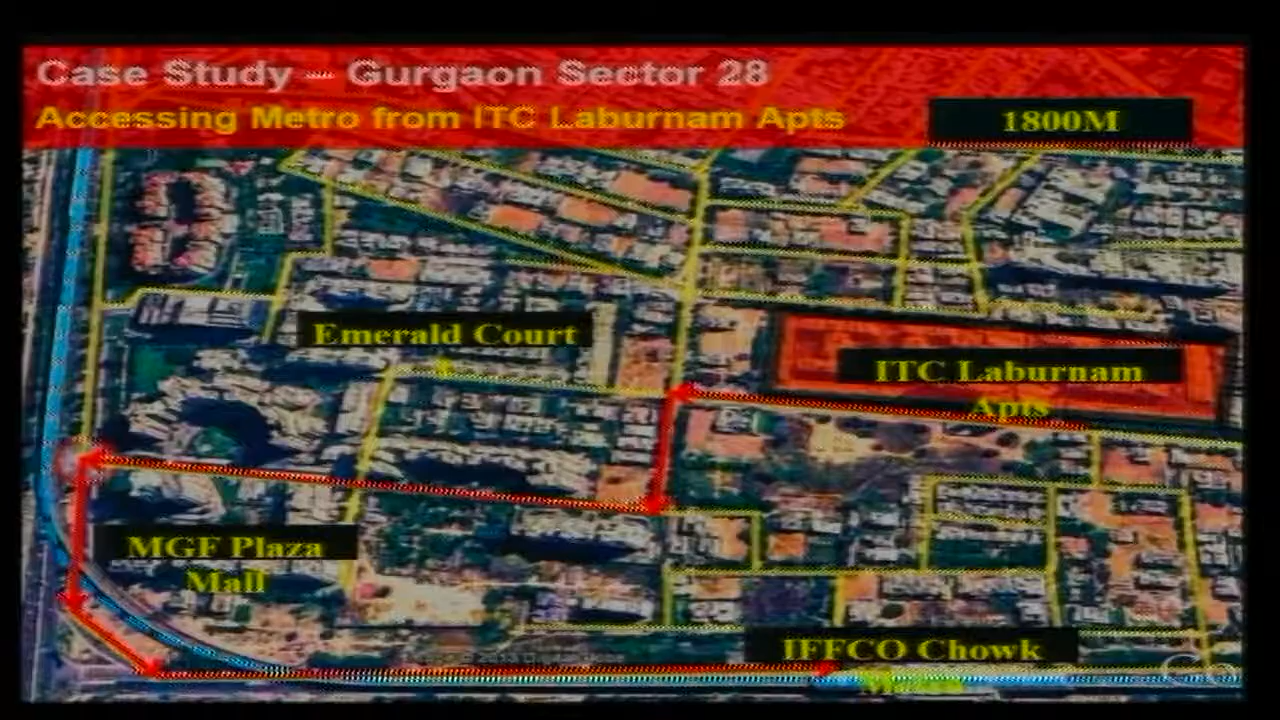 Case Study – Gurgaon Sector 28
Accessing Metro from ITC Laburnam Apts
1800M
Emerald Court
ITC Laburnam
Apts
MGF Plaza
Mall
IFFCO Chowk